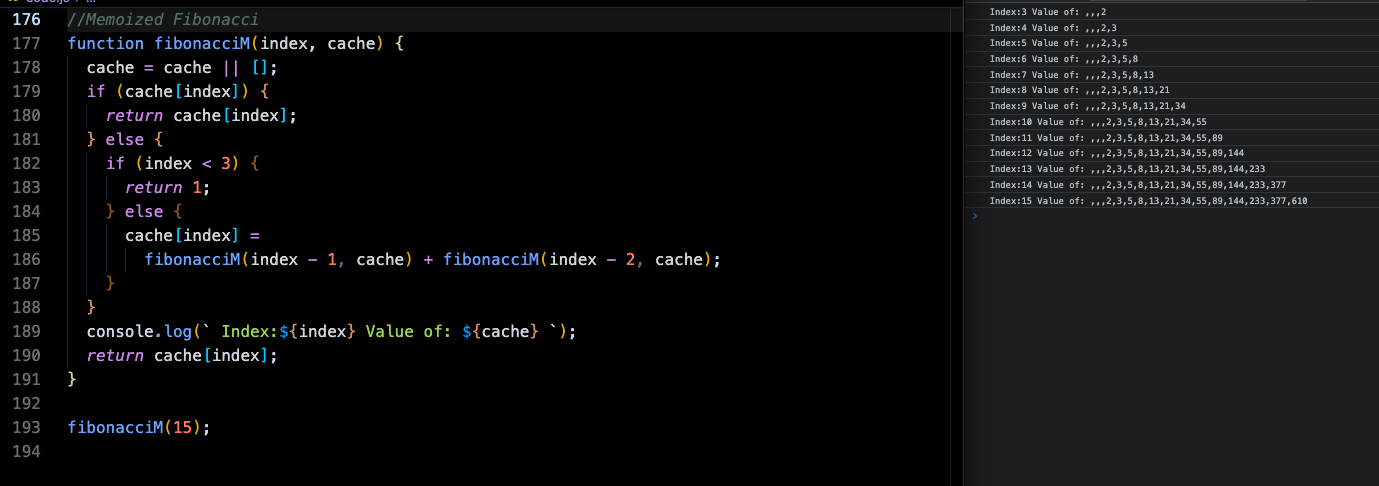 176 //Memoized Fibonacci
177 function fibonacciM(index, cache) {
178 cache = cache || [];
179 if (cache[index]) {
180 return cache[index];
181 } else {
182 if (index < 3) {
183 return 1;
184 } else {
185 cache[index] =
186 fibonacciM(index - 1, cache) + fibonacciM(index - 2, cache);
187 }
188 }
189 console.log(` Index:${index} Value of: ${cache} `);
190 return cache[index];
191 }
192
193 fibonacciM(15);
194
Index:3 Value of: ,,,2
Index:4 Value of: ,,,2,3
Index:5 Value of: ,,,2,3,5
Index:6 Value of: ,,,2,3,5,8
Index:7 Value of: ,,,2,3,5,8,13
Index:8 Value of: ,,,2,3,5,8,13,21
Index:9 Value of: ,,,2,3,5,8,13,21,34
Index:10 Value of: ,,,2,3,5,8,13,21,34,55
Index:11 Value of: ,,,2,3,5,8,13,21,34,55,89
Index:12 Value of: ,,,2,3,5,8,13,21,34,55,89,144
Index:13 Value of: ,,,2,3,5,8,13,21,34,55,89,144,233
Index:14 Value of: ,,,2,3,5,8,13,21,34,55,89,144,233,377
Index:15 Value of: ,,,2,3,5,8,13,21,34,55,89,144,233,377,610
>